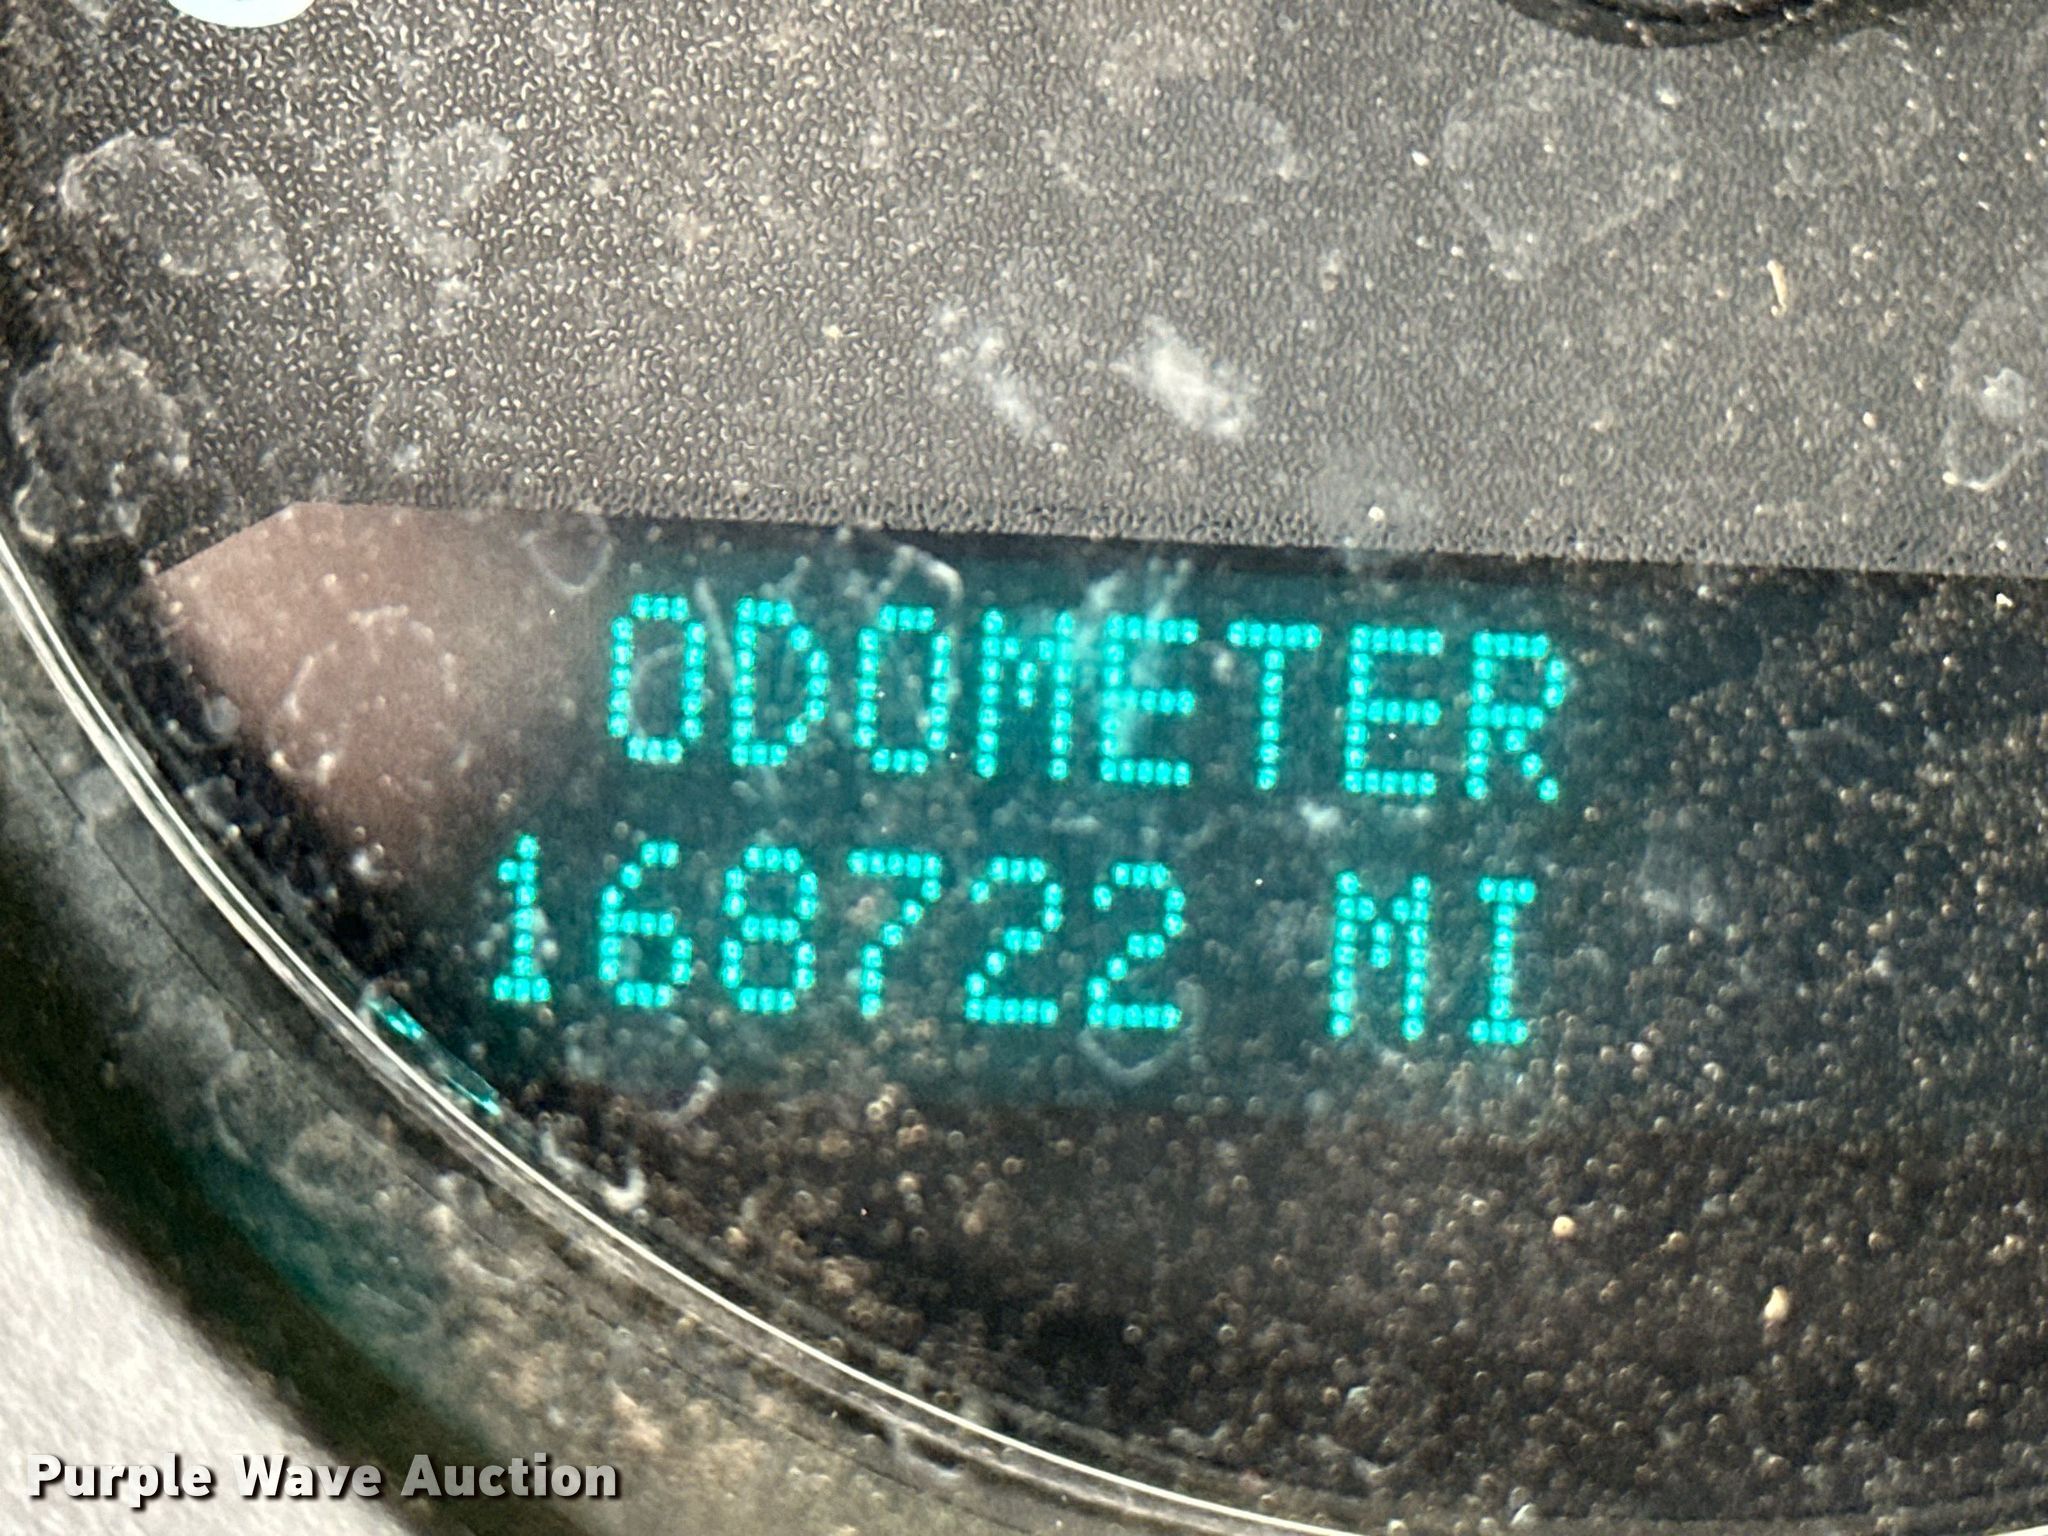 ODOMETER
168722 MI
Purple Wave Auction